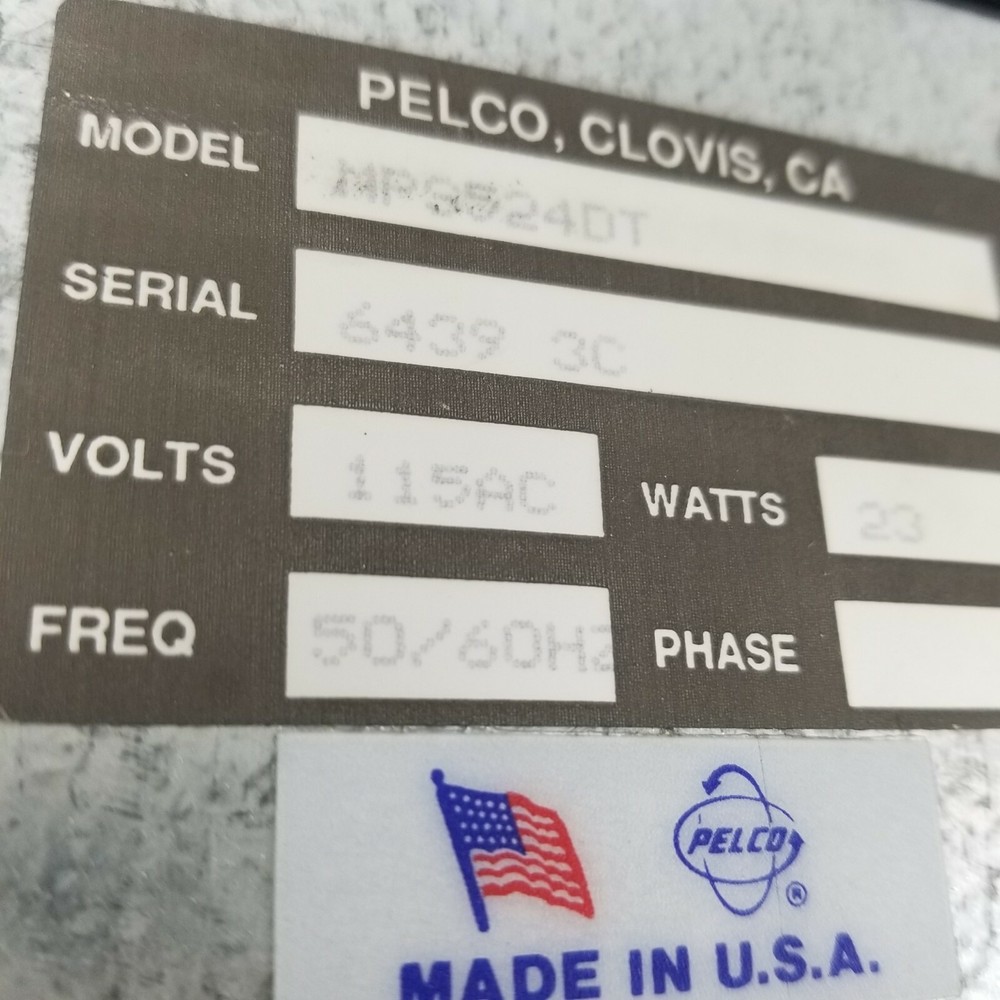 PELCO, CLOVIS, CA
MODEL MPS524DT
SERIAL 6439 3C
VOLTS 115AC WATTS 23
FREQ 50/60HZ PHASE
PELCO ®
MADE IN U.S.A.